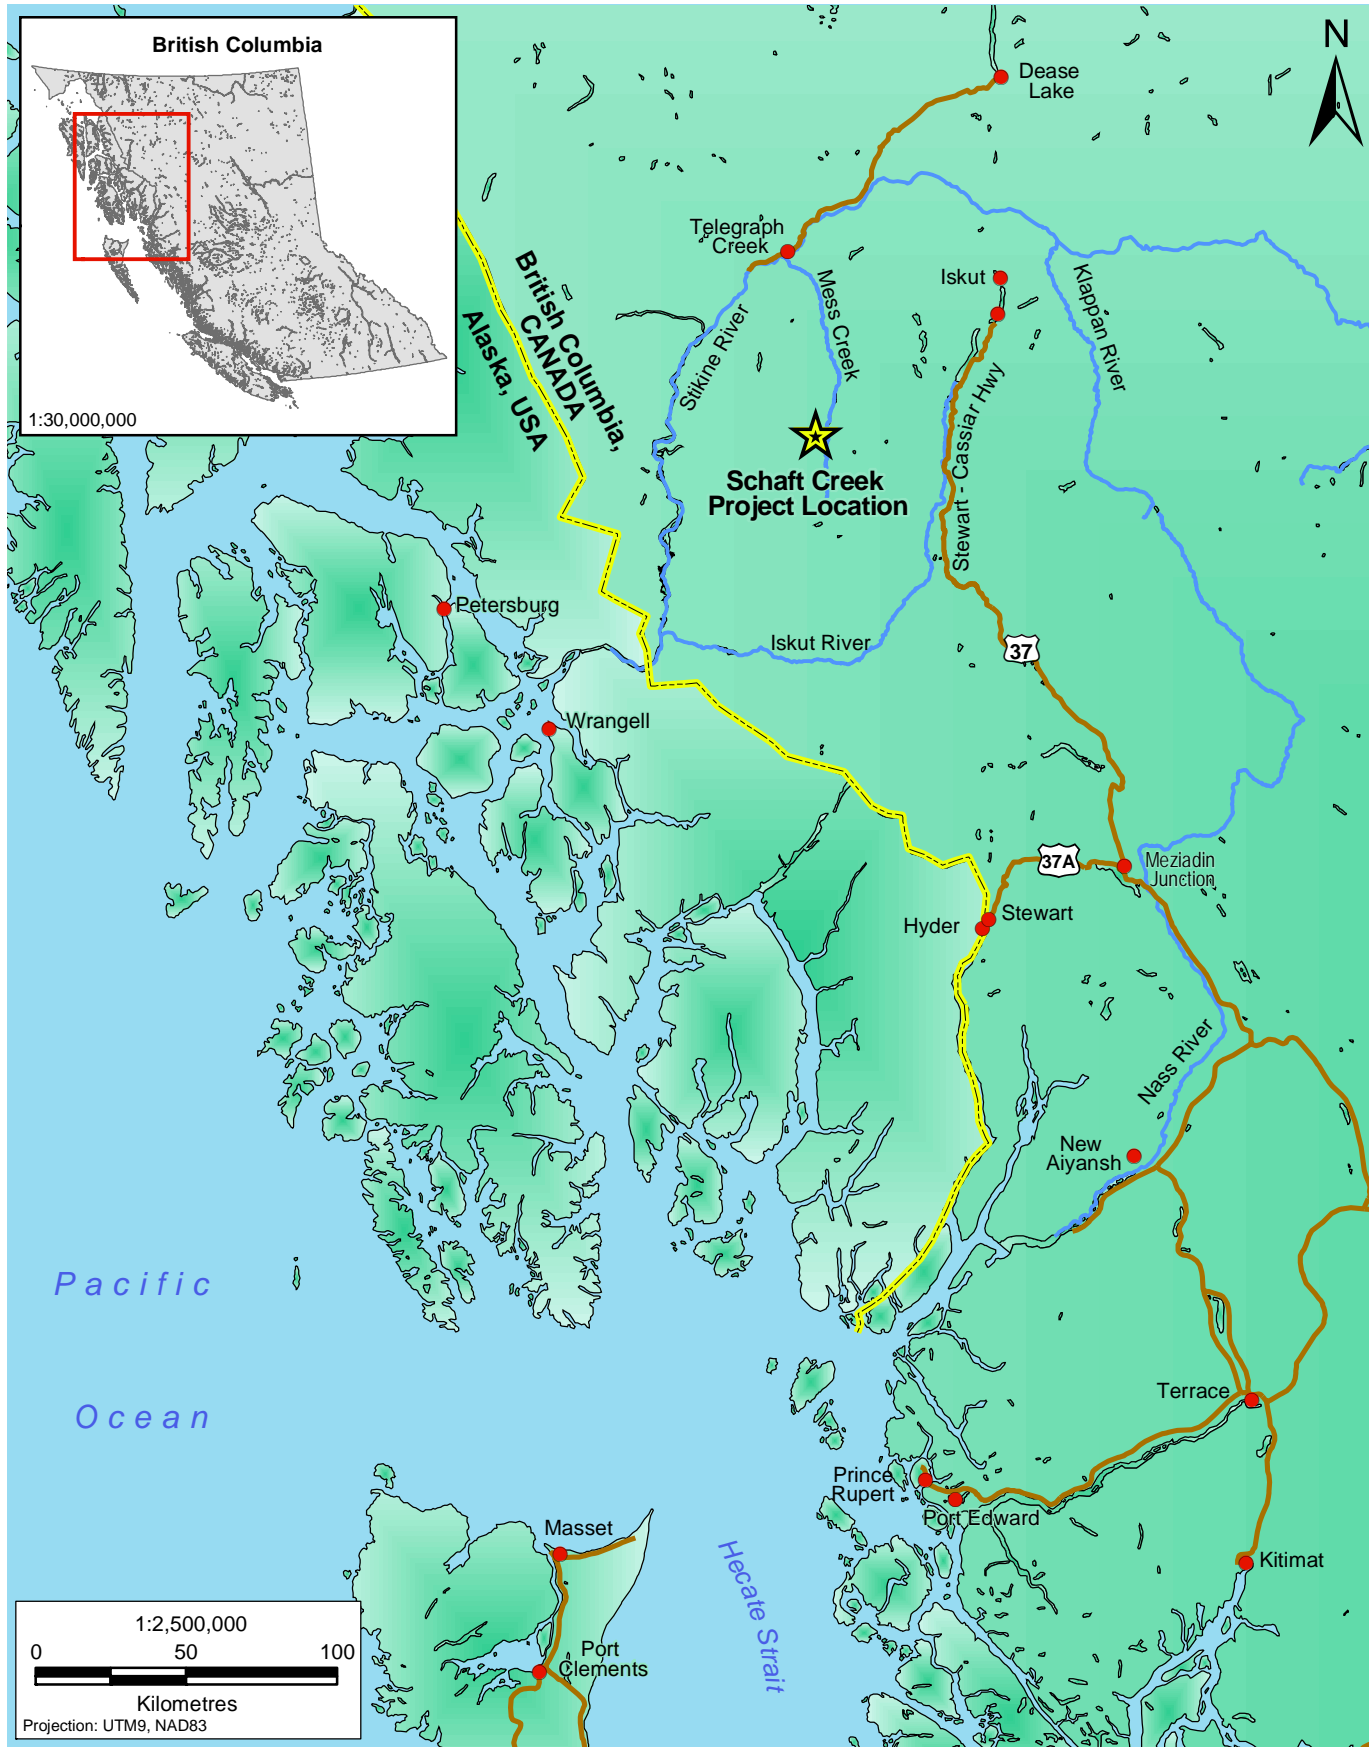 British Columbia
1:30,000,000
N
Dease
Lake
Telegraph
Creek
Iskut
Mess Creek
Klappan River
Stikine River
British Columbia,
CANADA
Alaska, USA
Stewart - Cassiar Hwy
Schaft Creek
Project Location
Petersburg
Iskut River
37
Wrangell
37A
Meziadin
Junction
Stewart
Hyder
Nass River
New
Aiyansh
Pacific
Ocean
Terrace
Prince
Rupert
Port Edward
Masset
Hecate Strait
Kitimat
Port
Clements
1:2,500,000
0 50 100
Kilometres
Projection: UTM9, NAD83